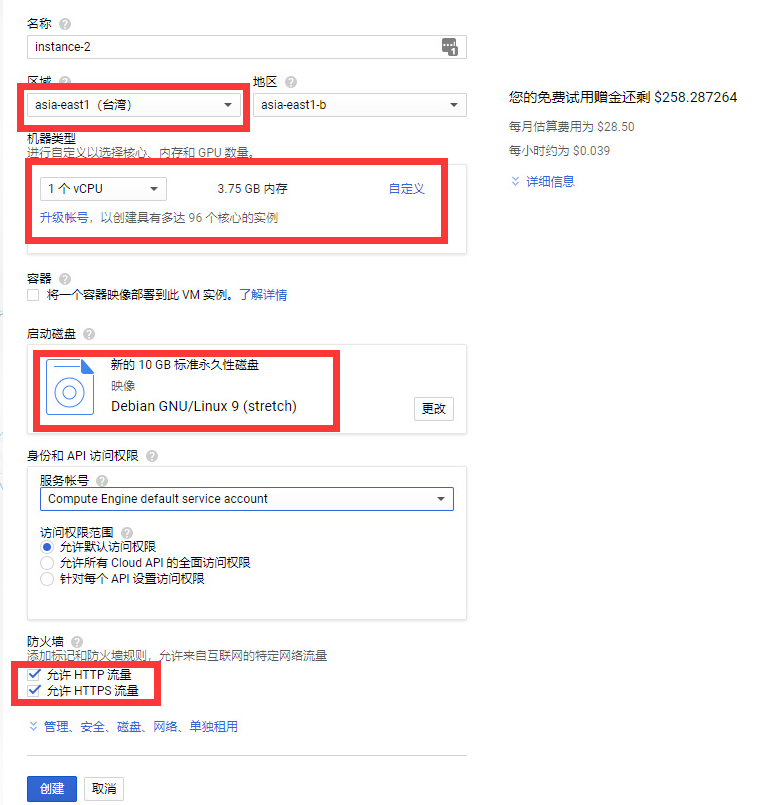 名称
instance-2
区域 地区
asia-east1（台湾） asia-east1-b
您的免费试用赠金还剩 $258.287264
每月估算费用为 $28.50
每小时约为 $0.039
详细信息
机器类型
进行自定义以选择核心、内存和 GPU 数量。
1 个 vCPU 3.75 GB 内存 自定义
升级帐号，以创建具有多达 96 个核心的实例
容器
将一个容器映像部署到此 VM 实例。了解详情
启动磁盘
新的 10 GB 标准永久性磁盘
映像
Debian GNU/Linux 9 (stretch)
更改
身份和 API 访问权限
服务帐号
Compute Engine default service account
访问权限范围
允许默认访问权限
允许所有 Cloud API 的全面访问权限
针对每个 API 设置访问权限
防火墙
添加标记和防火墙规则，允许来自互联网的特定网络流量
允许 HTTP 流量
允许 HTTPS 流量
管理、安全、磁盘、网络、单独租用
创建 取消